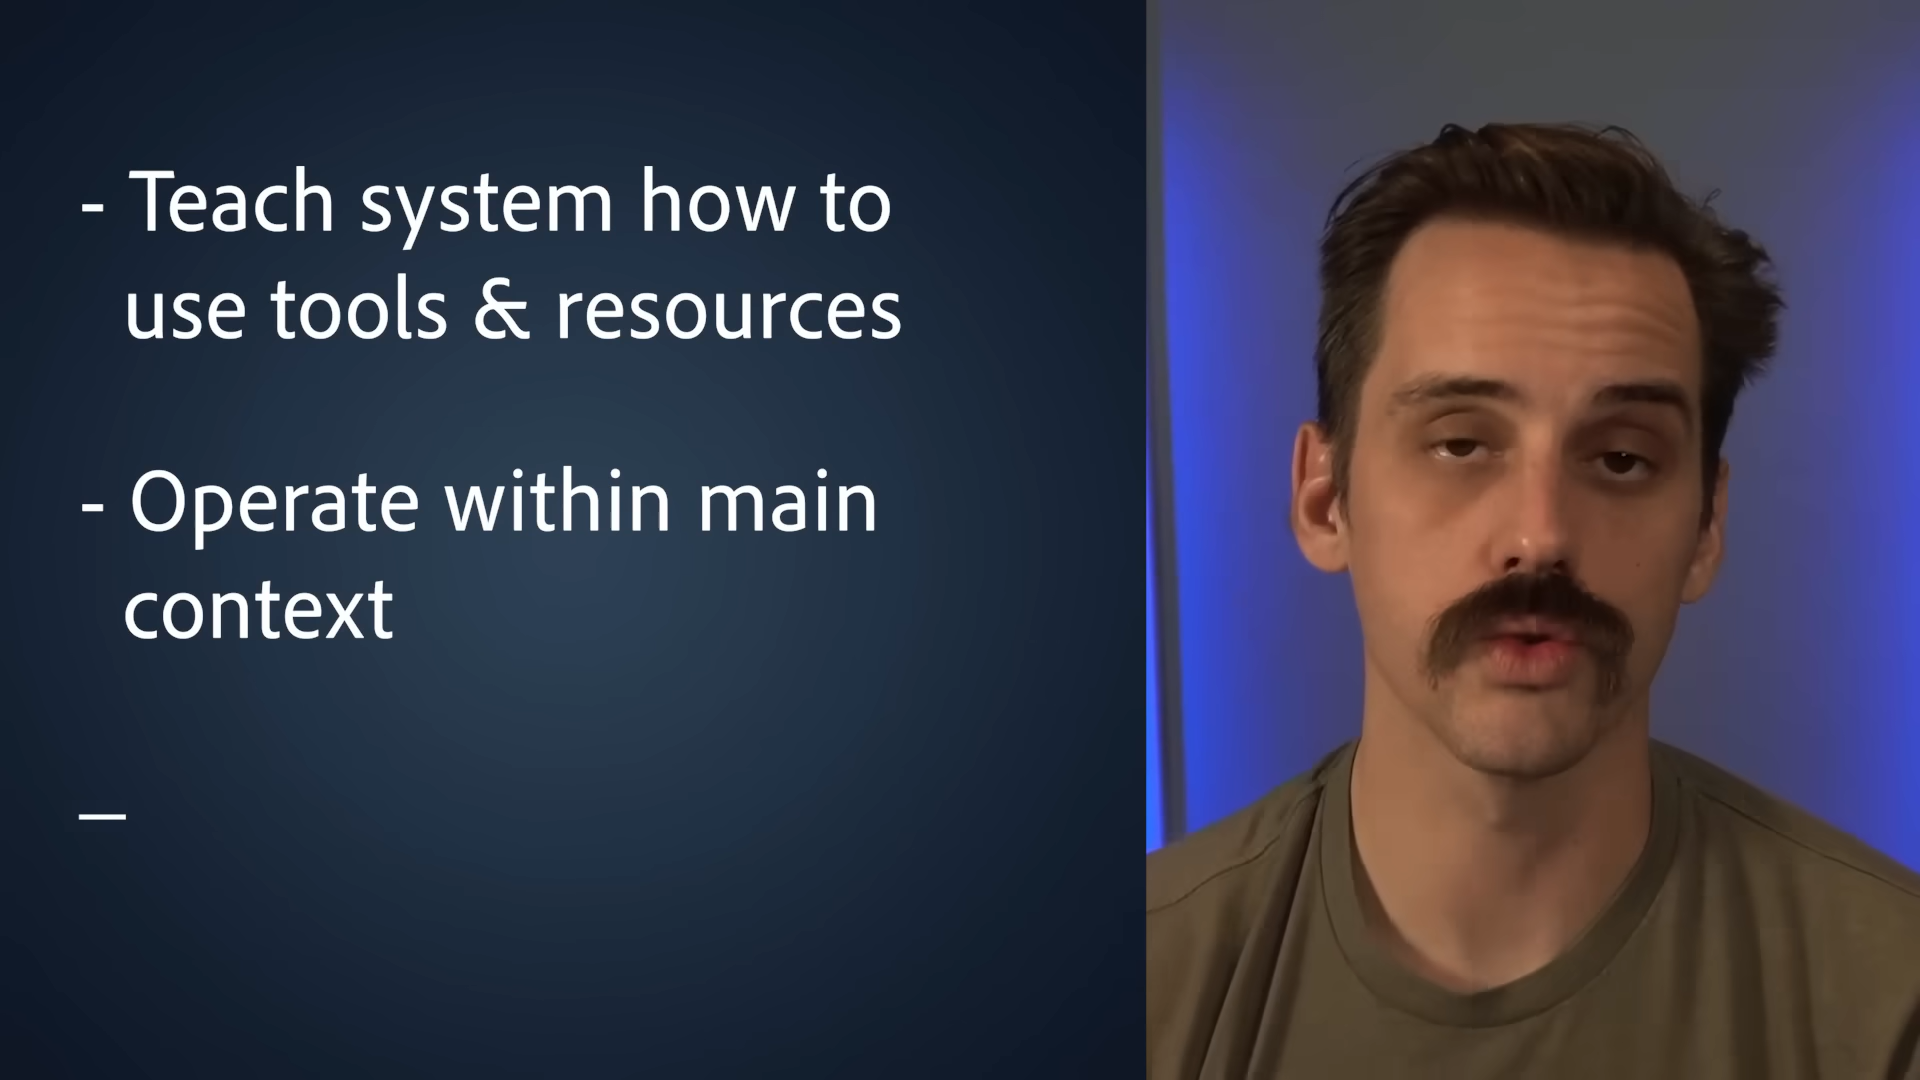 - Teach system how to
use tools & resources
- Operate within main
context
_